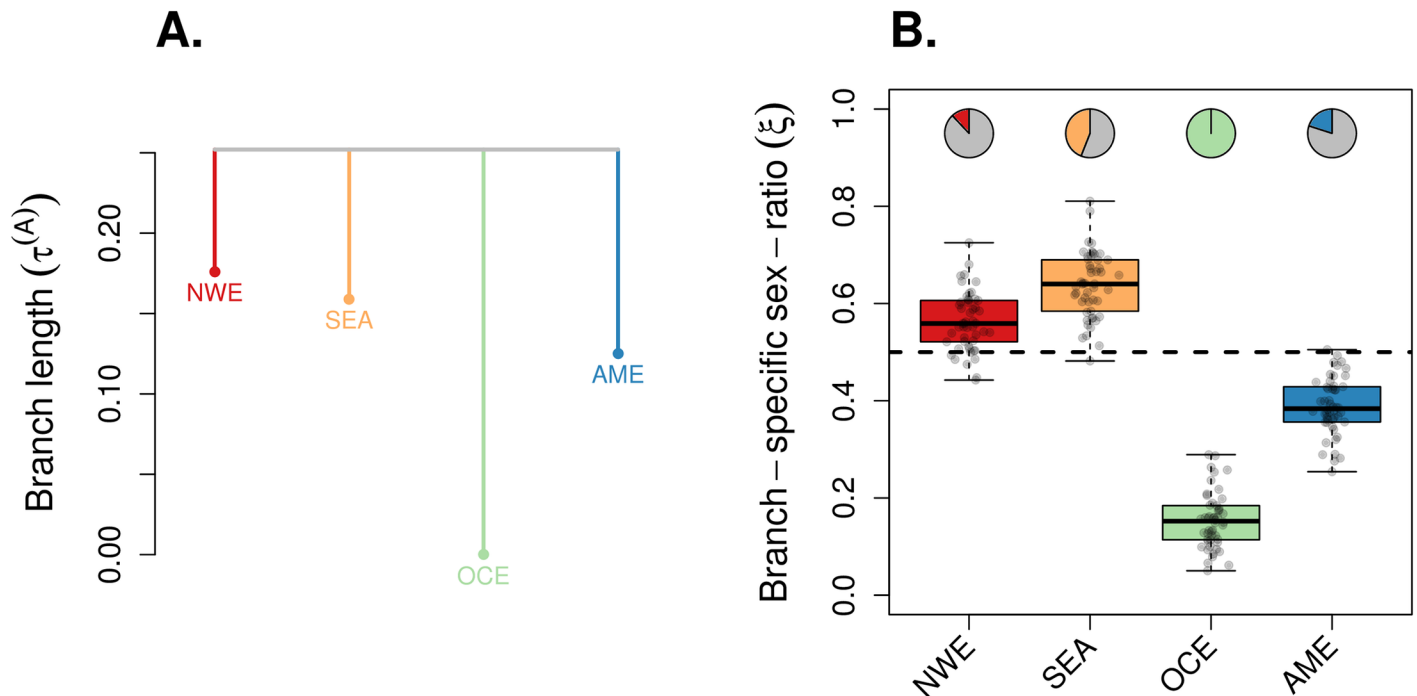 A.
Branch length (τ(A))
0.20
0.10
0.00
NWE
SEA
OCE
AME
B.
Branch–specific sex–ratio (ξ)
1.0
0.8
0.6
0.4
0.2
0.0
NWE
SEA
OCE
AME